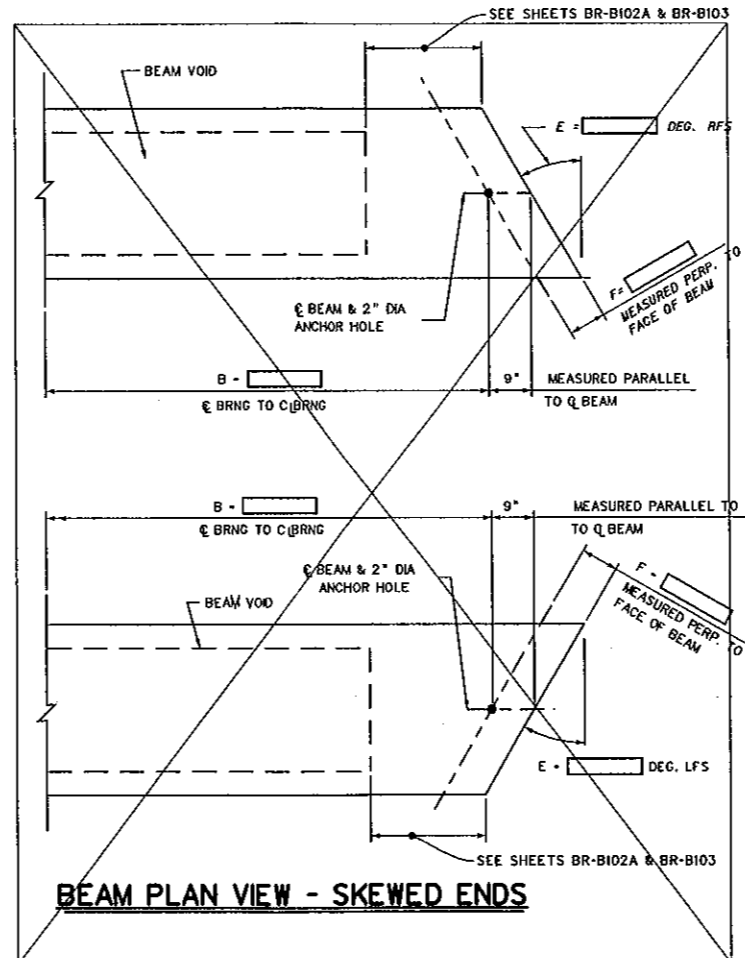 SEE SHEETS BR-B102A & BR-B103
BEAM VOID
E = DEG. RFS
F=
MEASURED PERP. TO
FACE OF BEAM
℄ BEAM & 2" DIA
ANCHOR HOLE
B - 9" MEASURED PARALLEL
℄ BRNG TO C⅃BRNG TO ℄ BEAM
B - 9" MEASURED PARALLEL TO
℄ BRNG TO C⅃BRNG TO ℄ BEAM
℄ BEAM & 2" DIA
ANCHOR HOLE
F -
MEASURED PERP. TO
FACE OF BEAM
BEAM VOID
E - DEG. LFS
SEE SHEETS BR-B102A & BR-B103
BEAM PLAN VIEW - SKEWED ENDS